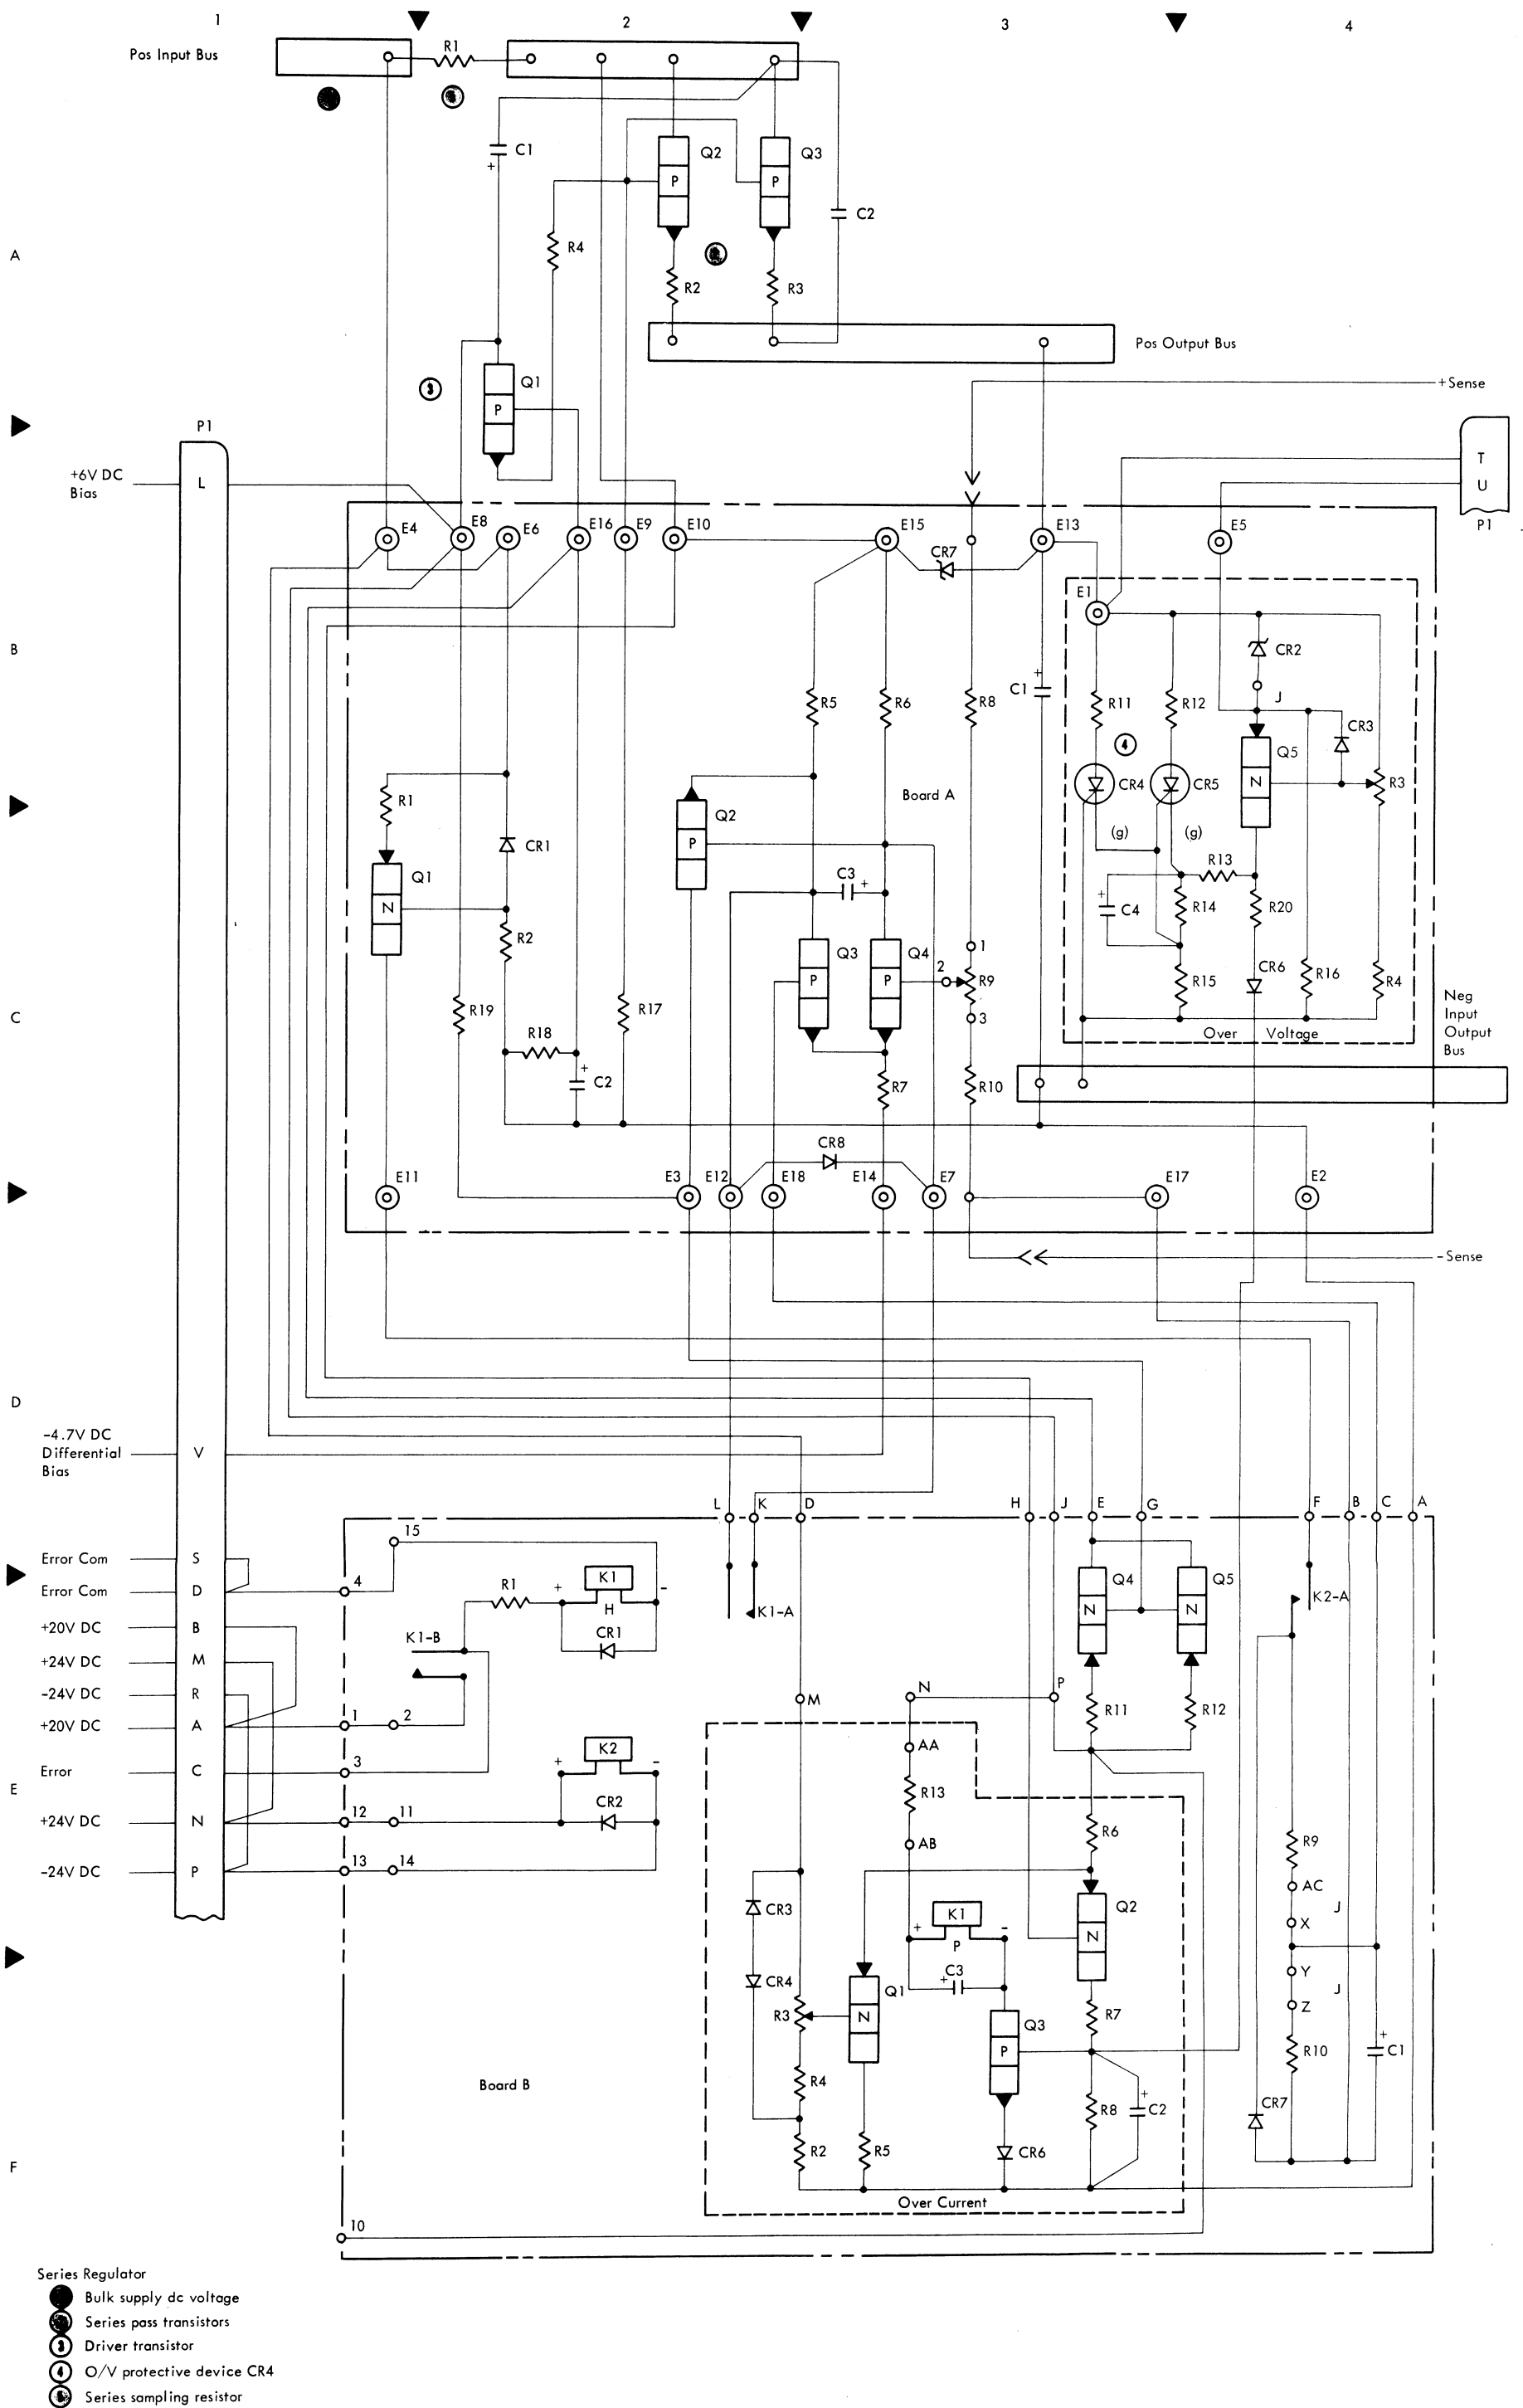 1 2 3 4
Pos Input Bus
R1
C1
Q2
Q3
P
P
C2
A
R4
R2
R3
Pos Output Bus
Q1
3
P
+ Sense
P1
+6V DC
Bias
L
T
U
P1
E4 E8 E6 E16 E9 E10 E15 E13 E5
CR7
E1
B
CR2
C1
+
J
R5 R6 R8 R11 R12
CR3
4
Q5
N
R1
Board A
CR4 CR5
R3
Q2
P
(g) (g)
CR1
R13
Q1
N
C3
+
+
C4
R14 R20
R2
Q3
P
Q4
P
1
2
R9
3
R15
CR6
R16
R4
R19
R17
C
Over Voltage
Neg
Input
Output
Bus
R18
+
C2
R7
R10
CR8
E11 E3 E12 E18 E14 E7 E17 E2
- Sense
D
-4.7V DC
Differential
Bias
V
L K D H J E G F B C A
15
Error Com S
Error Com D
4
R1
+
K1
-
H
CR1
K1-A
Q4
N
Q5
N
K2-A
+20V DC B
K1-B
+24V DC M
-24V DC R
M
N
P
R11 R12
+20V DC A
1 2
AA
K2
+
-
Error C
3
E
R13
CR2
+24V DC N
12 11
R6
AB
R9
-24V DC P
13 14
AC
CR3
K1
+
-
P
Q2
N
J
X
C3
+
Y
CR4
Q1
N
J
Z
R3
Q3
P
R7
+
C1
R10
R4
Board B
R8
+
C2
CR7
R2
R5
CR6
F
Over Current
10
Series Regulator
Bulk supply dc voltage
Series pass transistors
3 Driver transistor
4 O/V protective device CR4
Series sampling resistor